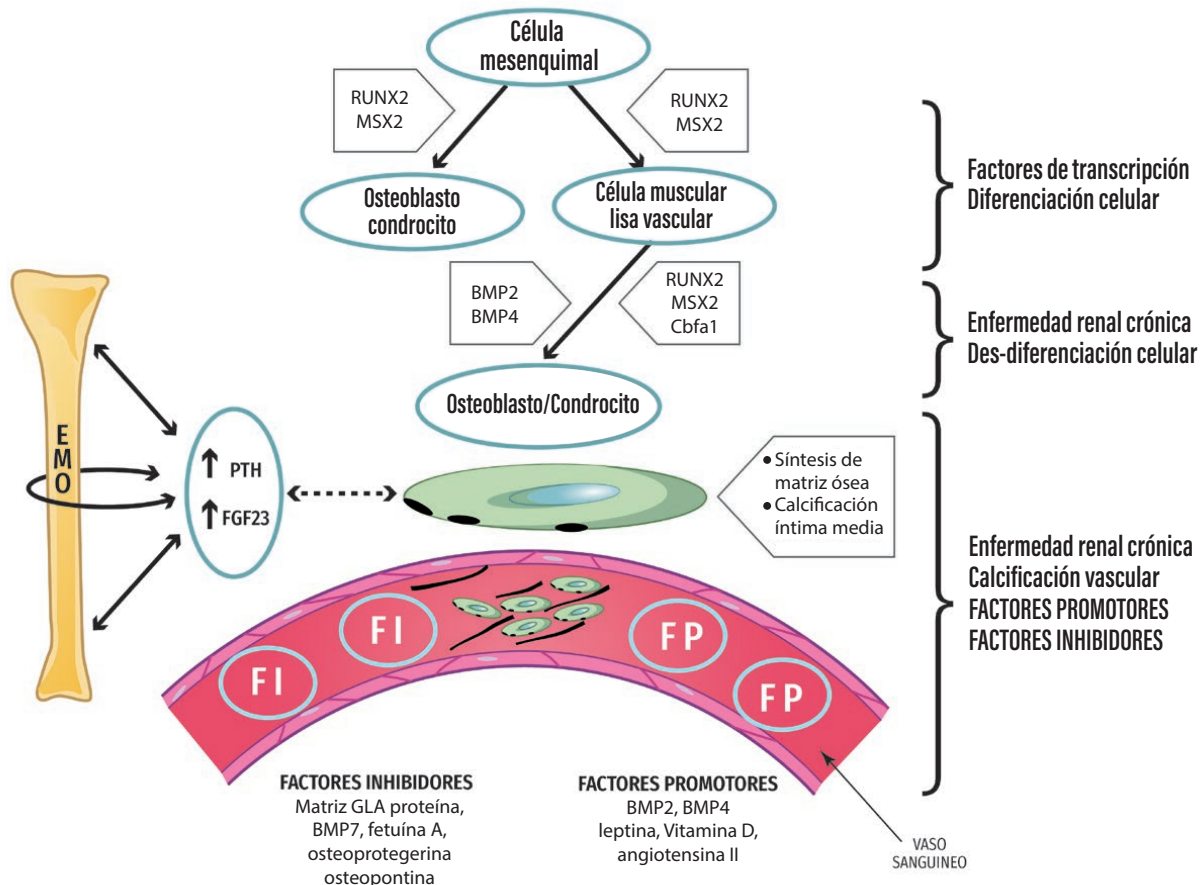 Célula
mesenquimal
RUNX2
MSX2
RUNX2
MSX2
Osteoblasto
condrocito
Célula muscular
lisa vascular
Factores de transcripción
Diferenciación celular
BMP2
BMP4
RUNX2
MSX2
Cbfa1
Enfermedad renal crónica
Des-diferenciación celular
Osteoblasto/Condrocito
EMO
↑ PTH
↑ FGF23
• Síntesis de
matriz ósea
• Calcificación
íntima media
Enfermedad renal crónica
Calcificación vascular
FACTORES PROMOTORES
FACTORES INHIBIDORES
FI
FI
FP
FP
FACTORES INHIBIDORES
Matriz GLA proteína,
BMP7, fetuína A,
osteoprotegerina
osteopontina
FACTORES PROMOTORES
BMP2, BMP4
leptina, Vitamina D,
angiotensina II
VASO
SANGUINEO